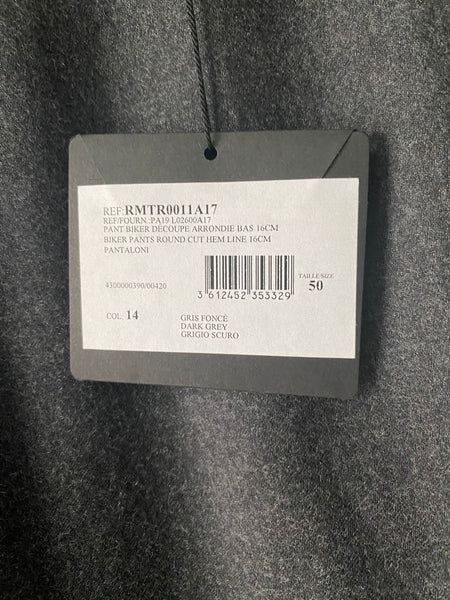 REF:RMTR0011A17
REF/FOURN.:PA19 L02600A17
PANT BIKER DECOUPE ARRONDIE BAS 16CM
BIKER PANTS ROUND CUT HEM LINE 16CM
PANTALONI
TAILLE/SIZE
50
4300000390/00420
3 612452 353329
COL. 14
GRIS FONCÉ
DARK GREY
GRIGIO SCURO